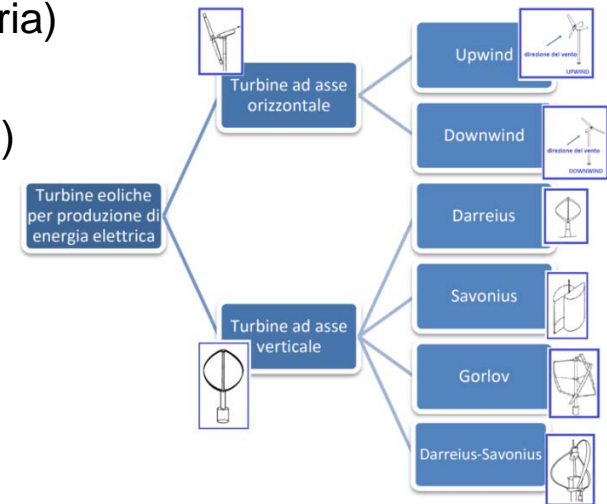 ria)
)
Turbine eoliche
per produzione di
energia elettrica
Turbine ad asse
orizzontale
Upwind
direzione del vento
UPWIND
Downwind
direzione del vento
DOWNWIND
Turbine ad asse
verticale
Darreius
Savonius
Gorlov
Darreius-Savonius